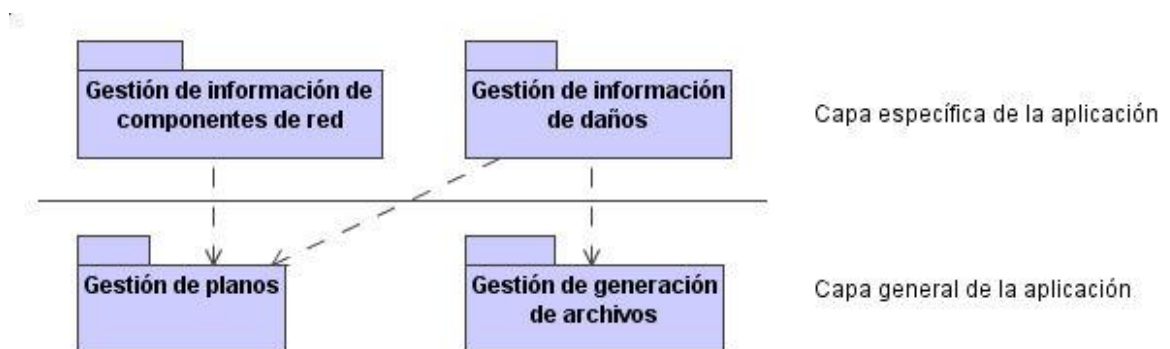 Gestión de información de
componentes de red
Gestión de información
de daños
Capa específica de la aplicación
Gestión de planos
Gestión de generación
de archivos
Capa general de la aplicación